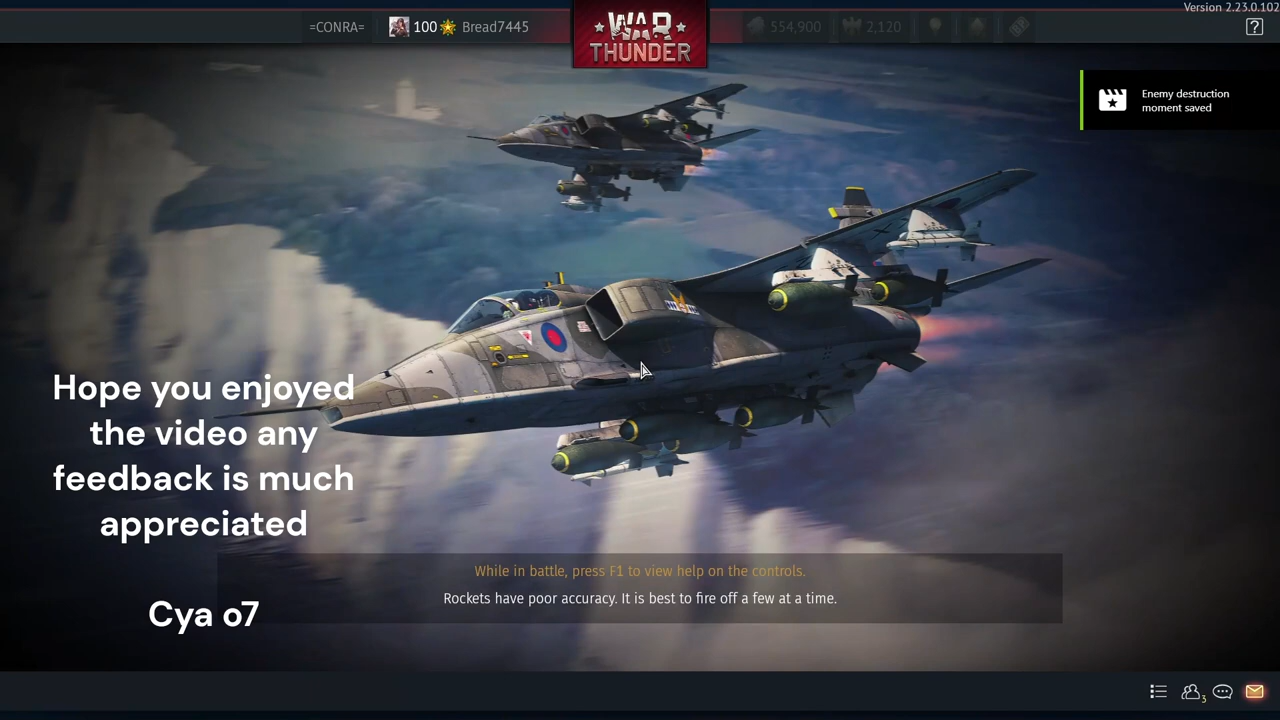 Version 2.23.0.102
=CONRA=
100
Bread7445
WAR
THUNDER
554,900
2,120
Enemy destruction
moment saved
Hope you enjoyed
the video any
feedback is much
appreciated
While in battle, press F1 to view help on the controls.
Rockets have poor accuracy. It is best to fire off a few at a time.
Cya o7
3